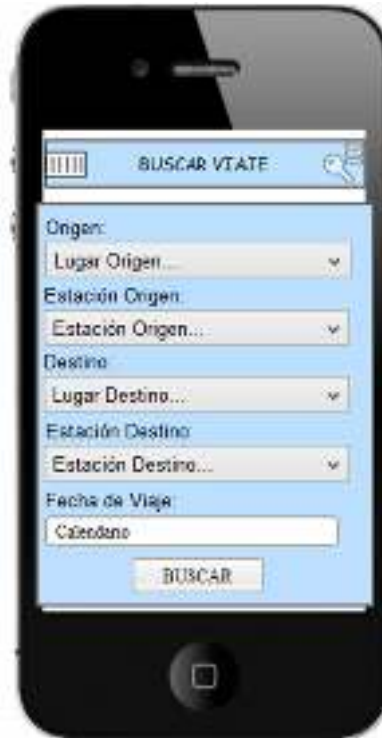 BUSCAR VIAJE
Origen:
Lugar Origen...
Estación Origen:
Estación Origen...
Destino
Lugar Destino...
Estación Destino
Estación Destino...
Fecha de Viaje:
Calendario
BUSCAR